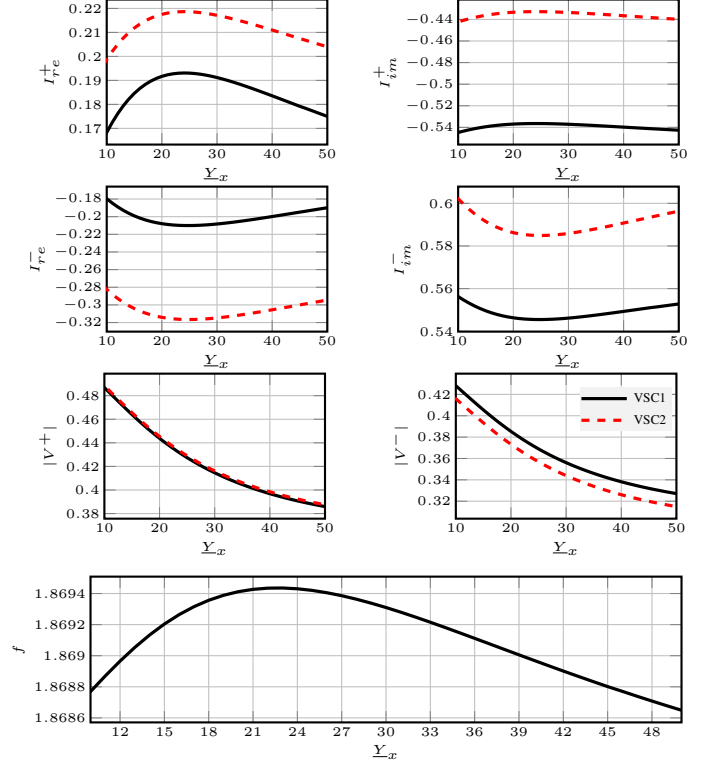 0.22
0.21
0.2
0.19
0.18
0.17
I_{re}^{+}
10 20 30 40 50
Y_x
−0.44
−0.46
−0.48
−0.5
−0.52
−0.54
I_{im}^{+}
10 20 30 40 50
Y_x
−0.18
−0.2
−0.22
−0.24
−0.26
−0.28
−0.3
−0.32
I_{re}^{−}
10 20 30 40 50
Y_x
0.6
0.58
0.56
0.54
I_{im}^{−}
10 20 30 40 50
Y_x
0.48
0.46
0.44
0.42
0.4
0.38
|V^{+}|
10 20 30 40 50
Y_x
0.42
0.4
0.38
0.36
0.34
0.32
|V^{−}|
VSC1
VSC2
10 20 30 40 50
Y_x
1.8694
1.8692
1.869
1.8688
1.8686
f
12 15 18 21 24 27 30 33 36 39 42 45 48
Y_x